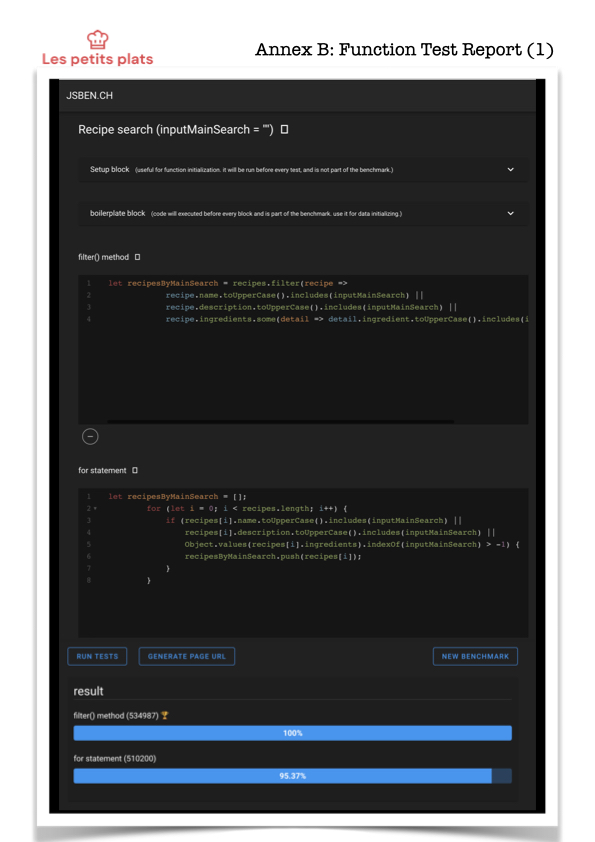 Les petits plats
Annex B: Function Test Report (1)
JSBEN.CH
Recipe search (inputMainSearch = "")
Setup block (useful for function initialization. it will be run before every test, and is not part of the benchmark.)
boilerplate block (code will executed before every block and is part of the benchmark. use it for data initializing.)
filter() method
1 let recipesByMainSearch = recipes.filter(recipe =>
2 recipe.name.toUpperCase().includes(inputMainSearch) ||
3 recipe.description.toUpperCase().includes(inputMainSearch) ||
4 recipe.ingredients.some(detail => detail.ingredient.toUpperCase().includes(i
for statement
1 let recipesByMainSearch = [];
2 for (let i = 0; i < recipes.length; i++) {
3 if (recipes[i].name.toUpperCase().includes(inputMainSearch) ||
4 recipes[i].description.toUpperCase().includes(inputMainSearch) ||
5 Object.values(recipes[i].ingredients).indexOf(inputMainSearch) > -1) {
6 recipesByMainSearch.push(recipes[i]);
7 }
8 }
RUN TESTS GENERATE PAGE URL NEW BENCHMARK
result
filter() method (534987) 🏆
100%
for statement (510200)
95.37%